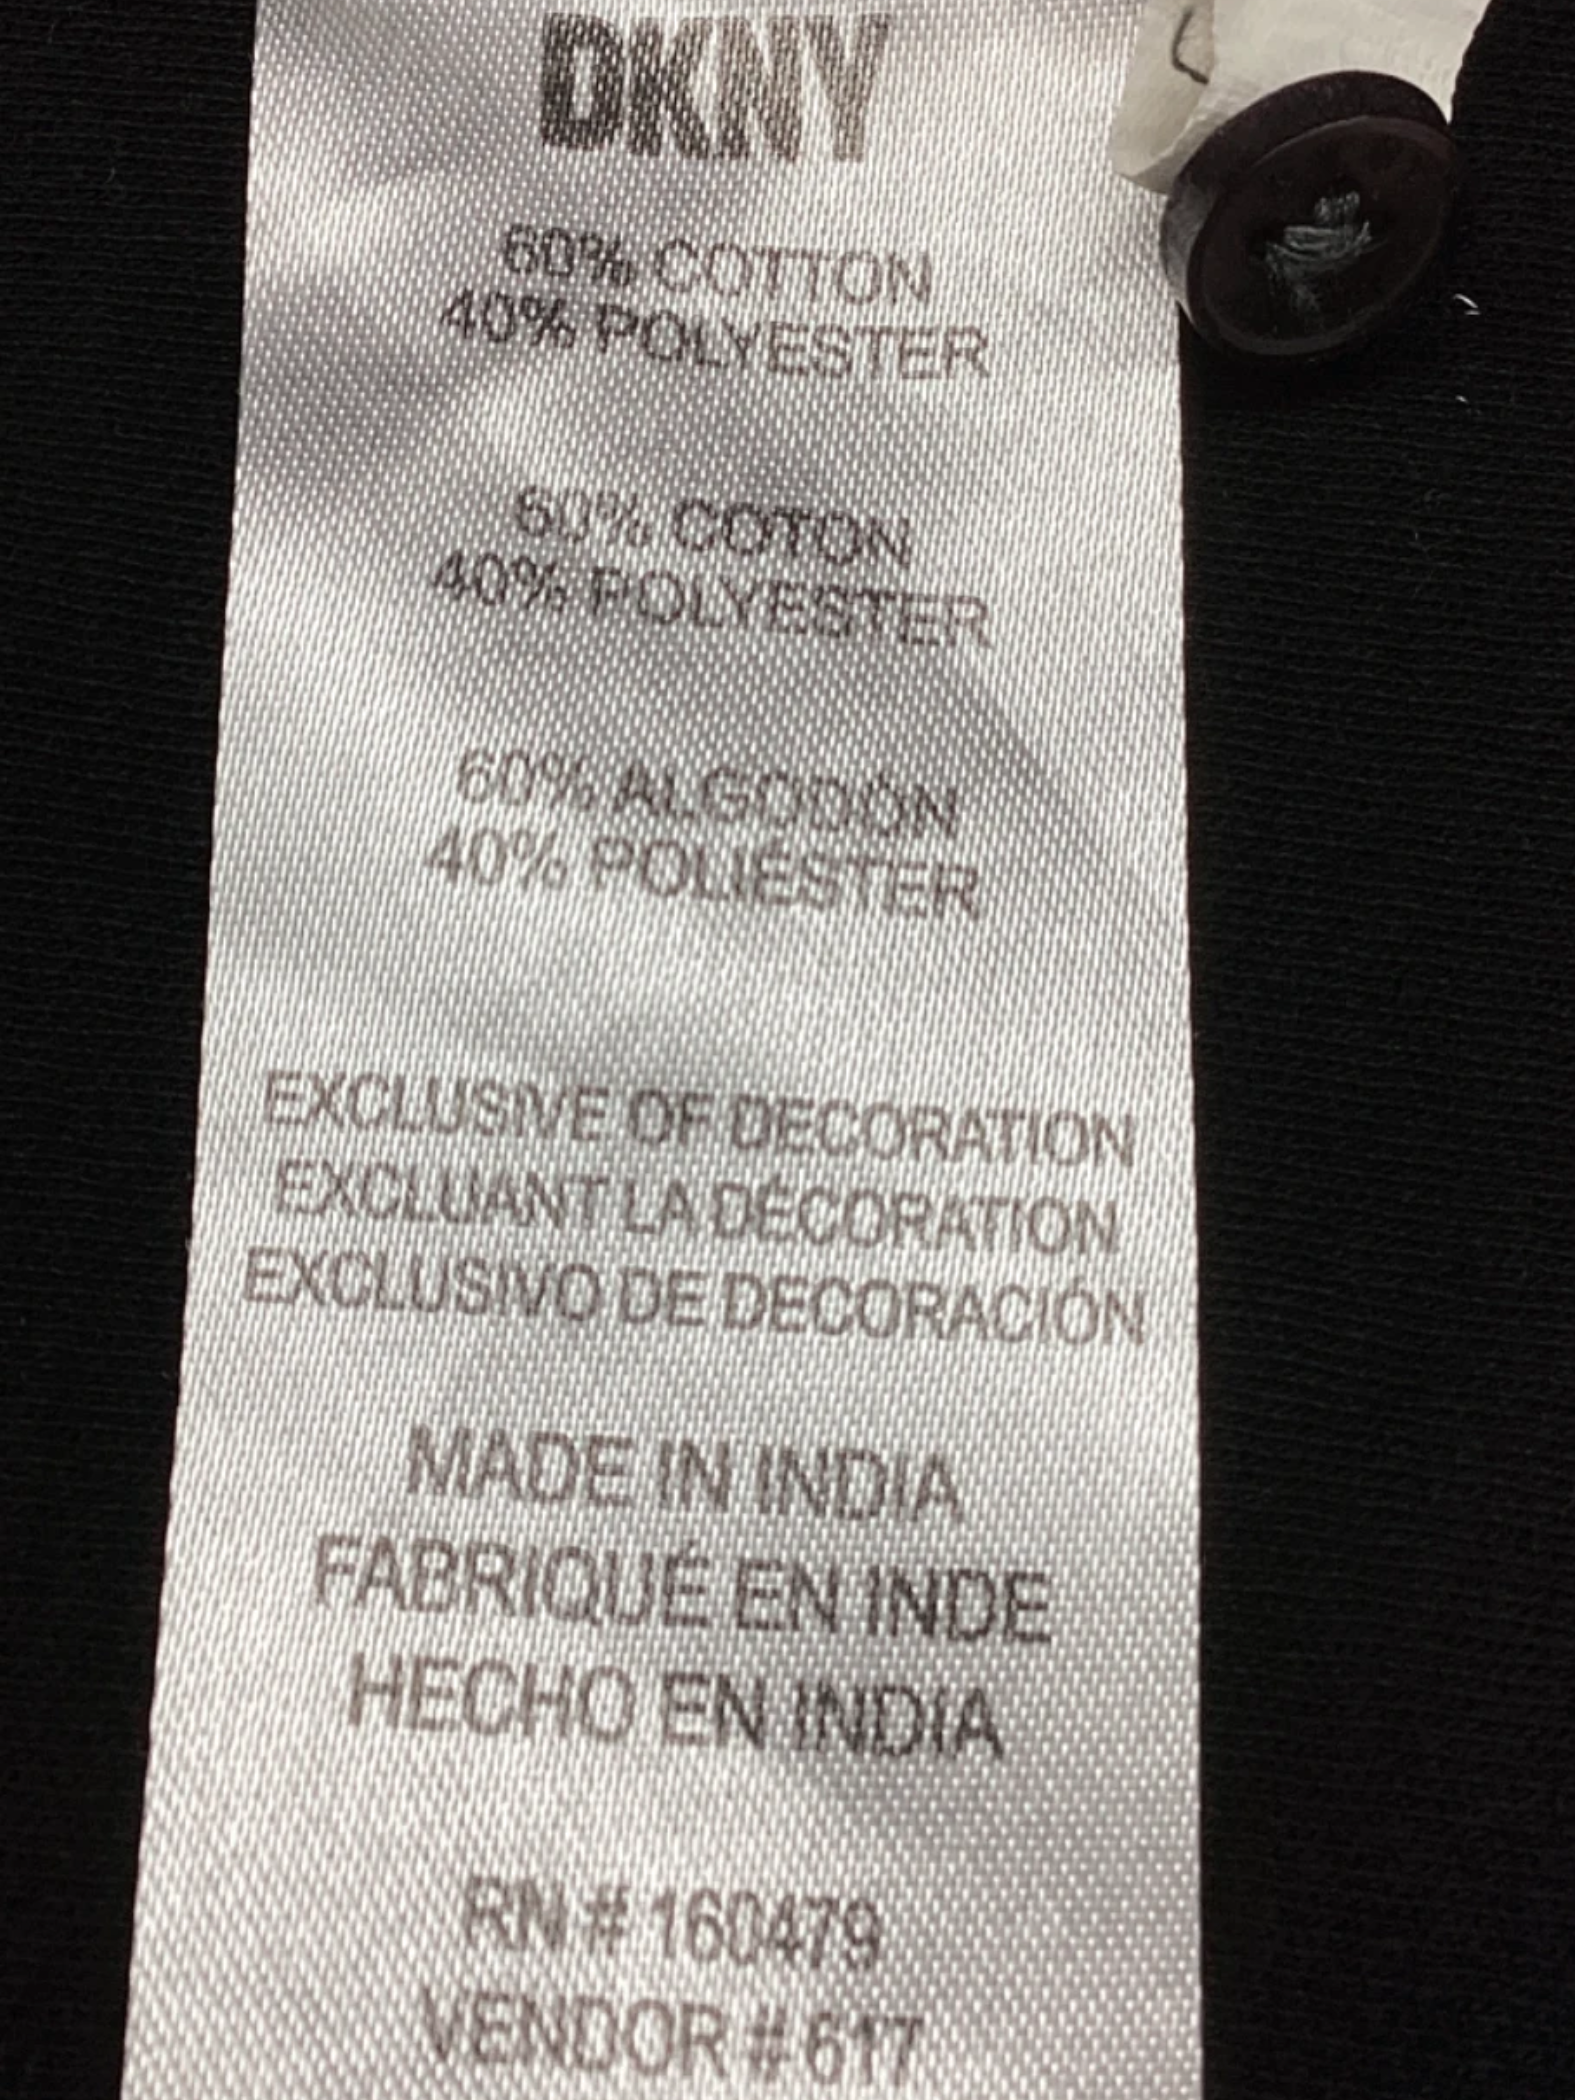 DKNY
60% COTTON
40% POLYESTER
60% COTON
40% POLYESTER
60% ALGODÓN
40% POLIÉSTER
EXCLUSIVE OF DECORATION
EXCLUANT LA DÉCORATION
EXCLUSIVO DE DECORACIÓN
MADE IN INDIA
FABRIQUÉ EN INDE
HECHO EN INDIA
RN # 160479
VENDOR # 617